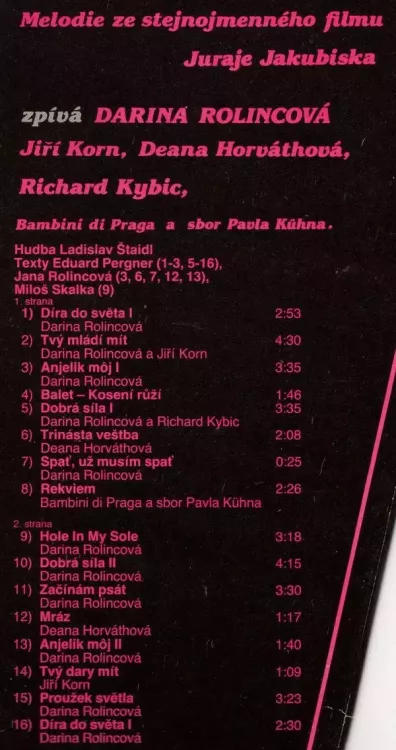 Melodie ze stejnojmenného filmu
Juraje Jakubiska
zpívá DARINA ROLINCOVÁ
Jiří Korn, Deana Horváthová,
Richard Kybic,
Bambini di Praga a sbor Pavla Kühna.
Hudba Ladislav Štaidl
Texty Eduard Pergner (1-3, 5-16),
Jana Rolincová (3, 6, 7, 12, 13),
Miloš Skalka (9)
1. strana
1) Díra do světa I 2:53
Darina Rolincová
2) Tvý mládí mít 4:30
Darina Rolincová a Jiří Korn
3) Anjelik môj I 3:35
Darina Rolincová
4) Balet – Kosení růží 1:46
5) Dobrá síla I 3:35
Darina Rolincová a Richard Kybic
6) Trinásta veštba 2:08
Deana Horváthová
7) Spať, už musím spať 0:25
Darina Rolincová
8) Rekviem 2:26
Bambini di Praga a sbor Pavla Kühna
2. strana
9) Hole In My Sole 3:18
Darina Rolincová
10) Dobrá síla II 4:15
Darina Rolincová
11) Začínám psát 3:30
Darina Rolincová
12) Mráz 1:17
Deana Horváthová
13) Anjelik môj II 1:40
Darina Rolincová
14) Tvý dary mít 1:09
Jiří Korn
15) Proužek světla 3:23
Darina Rolincová
16) Díra do světa I 2:30
Darina Rolincová